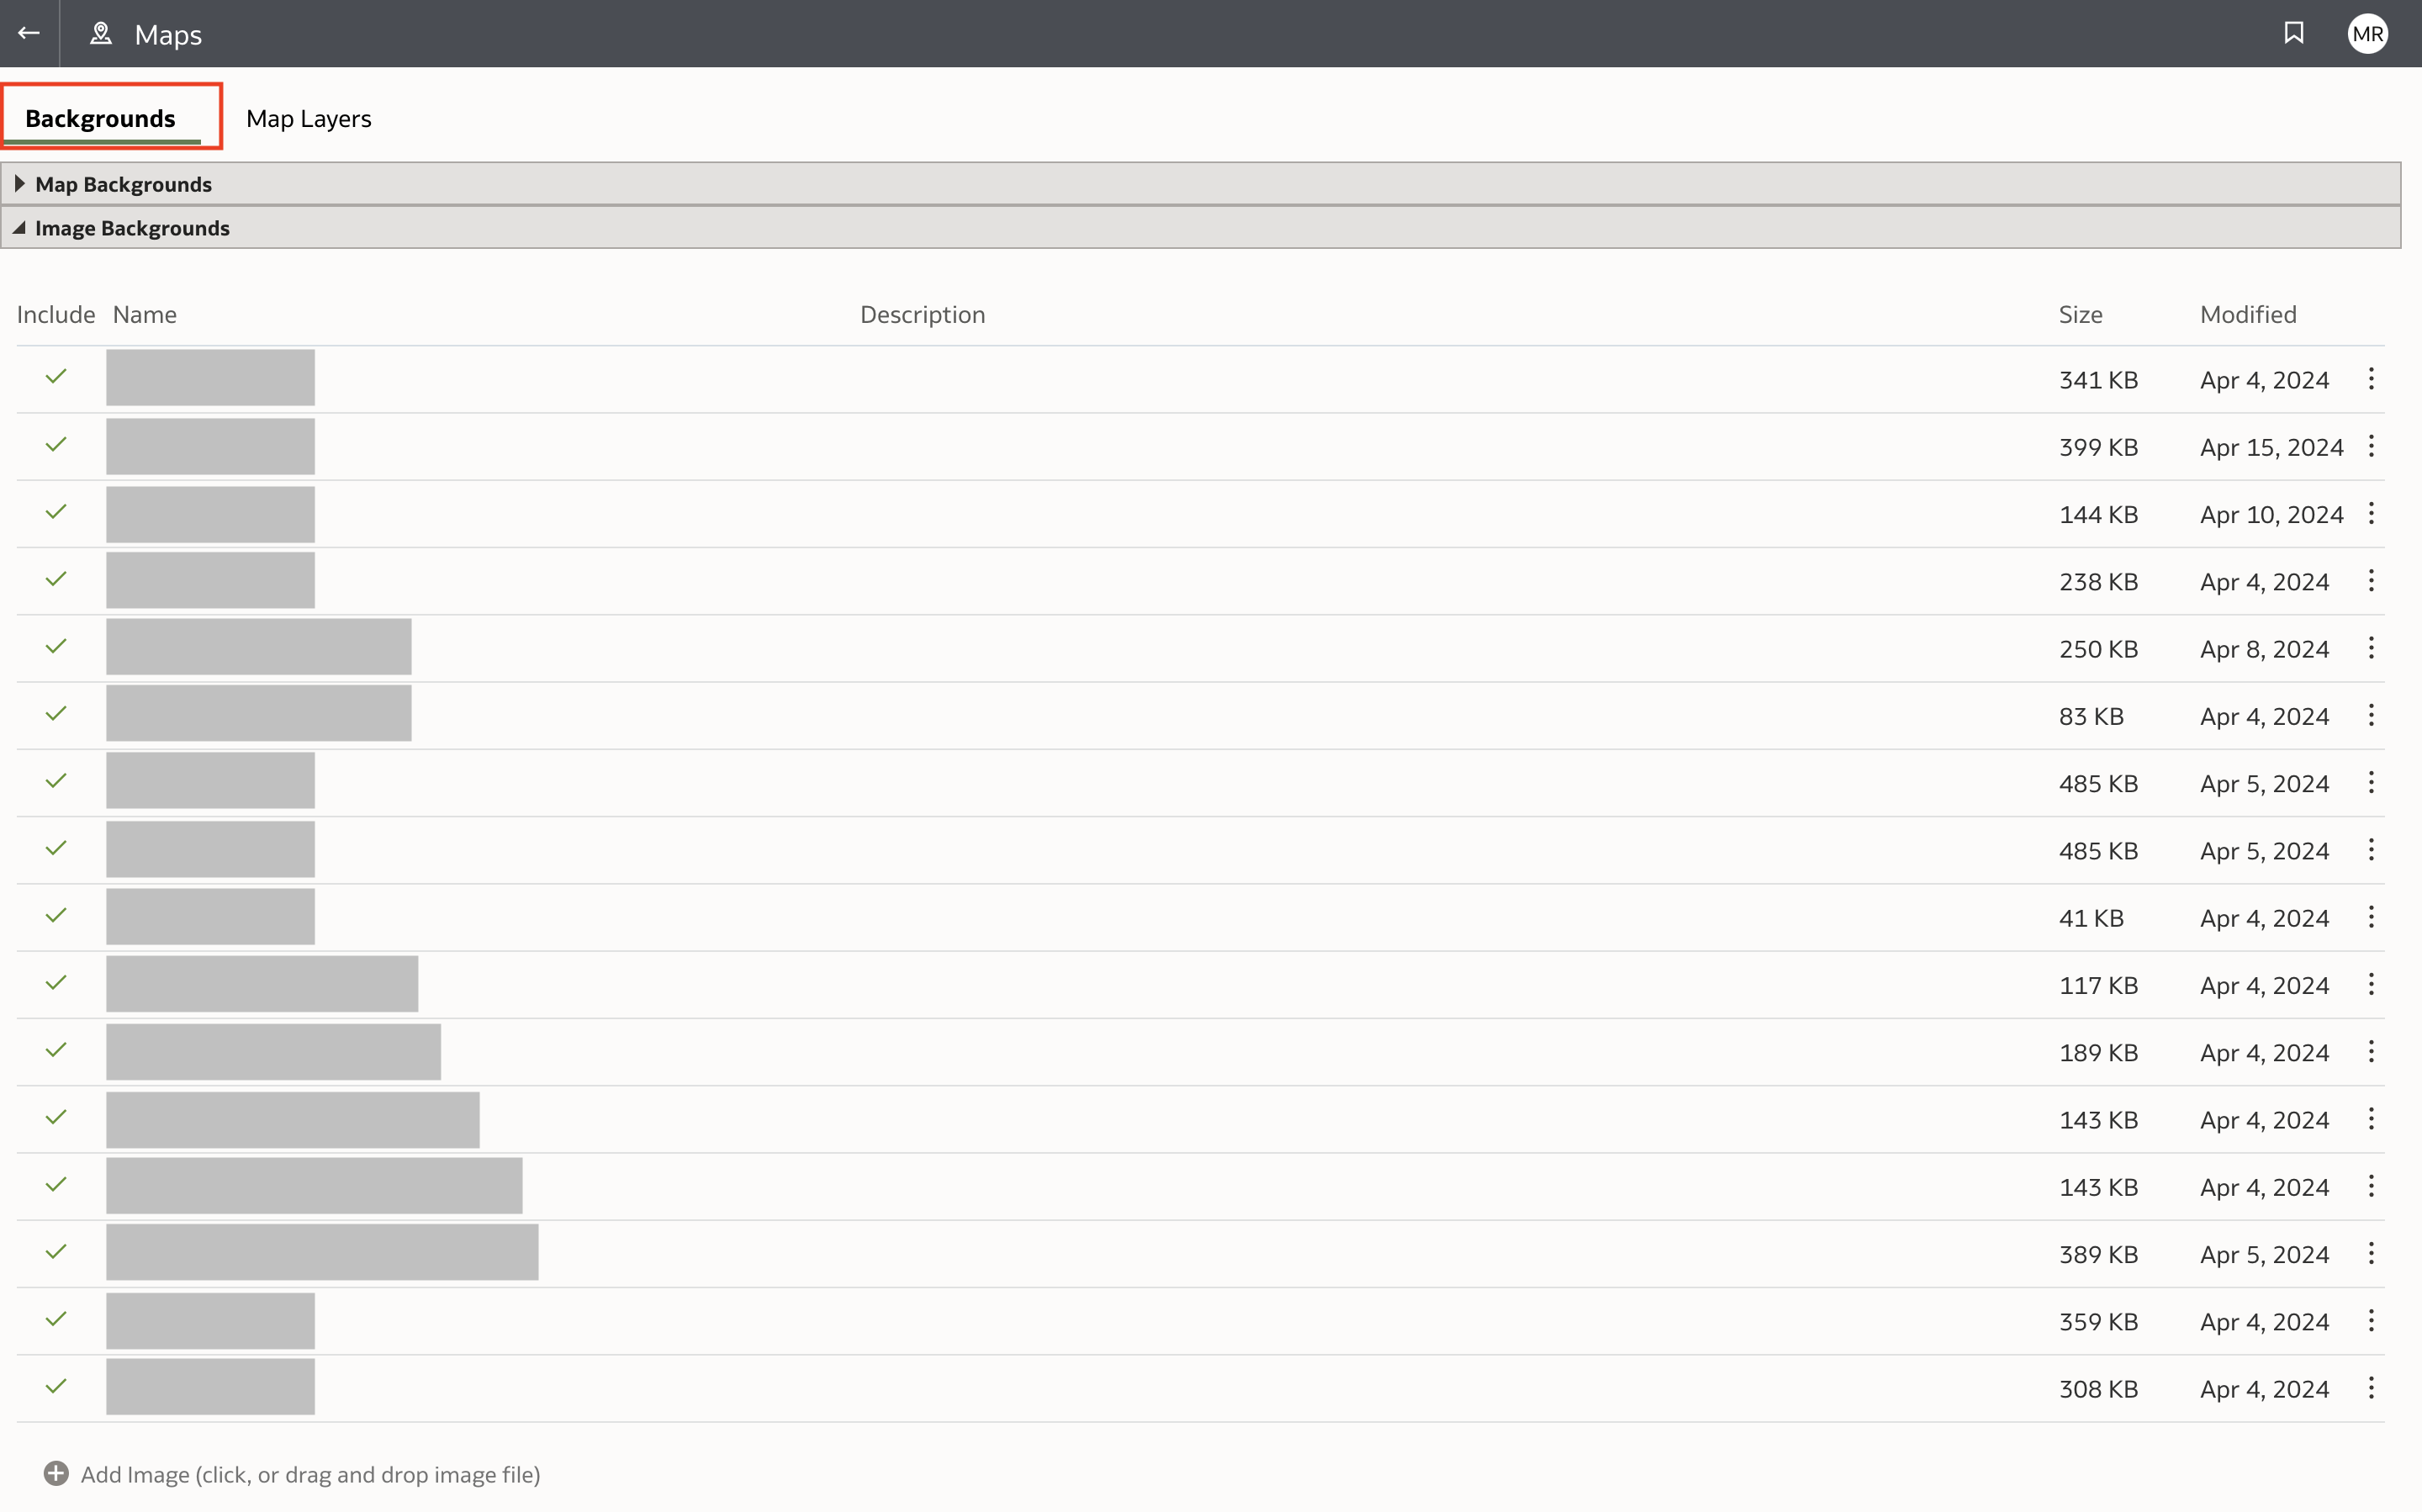 Maps MR
Backgrounds Map Layers
Map Backgrounds
Image Backgrounds
Include Name Description Size Modified
341 KB Apr 4, 2024
399 KB Apr 15, 2024
144 KB Apr 10, 2024
238 KB Apr 4, 2024
250 KB Apr 8, 2024
83 KB Apr 4, 2024
485 KB Apr 5, 2024
485 KB Apr 5, 2024
41 KB Apr 4, 2024
117 KB Apr 4, 2024
189 KB Apr 4, 2024
143 KB Apr 4, 2024
143 KB Apr 4, 2024
389 KB Apr 5, 2024
359 KB Apr 4, 2024
308 KB Apr 4, 2024
Add Image (click, or drag and drop image file)